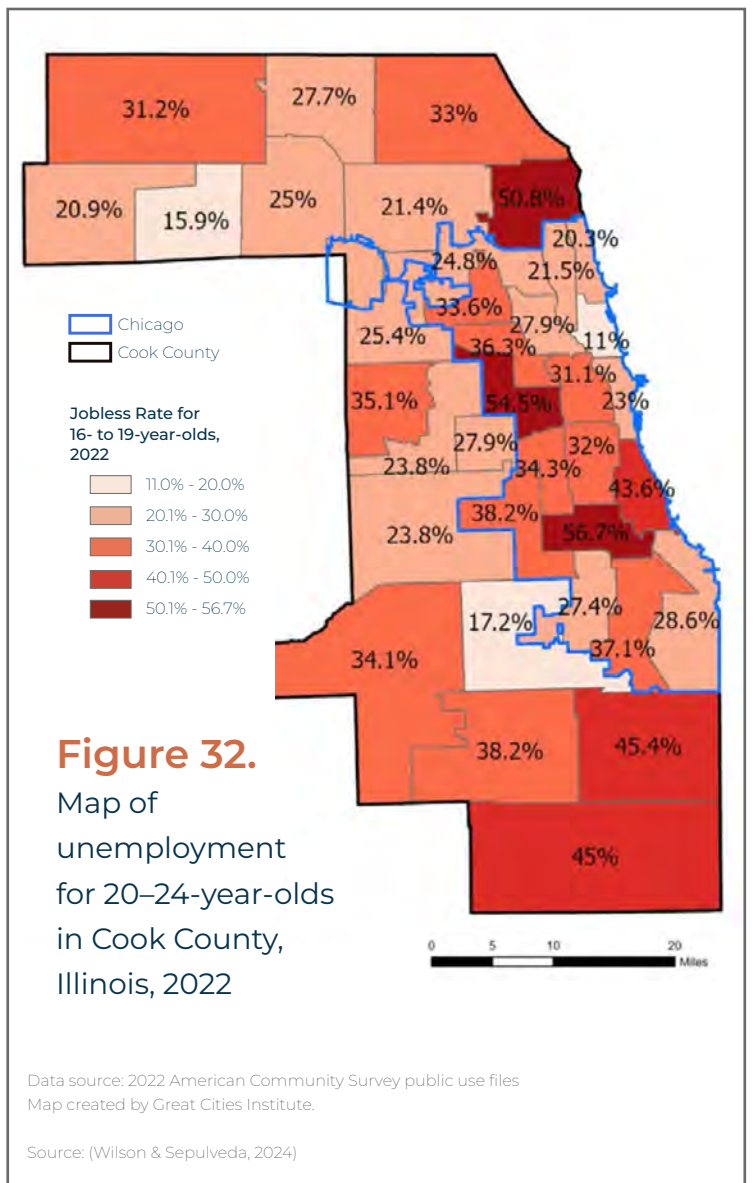 31.2%
27.7%
33%
20.9%
15.9%
25%
21.4%
50.8%
20.3%
24.8%
21.5%
33.6%
27.9%
11%
25.4%
36.3%
31.1%
35.1%
54.5%
23%
27.9%
32%
23.8%
34.3%
43.6%
38.2%
56.7%
23.8%
17.2%
27.4%
28.6%
37.1%
34.1%
38.2%
45.4%
45%
Chicago
Cook County
Jobless Rate for
16- to 19-year-olds,
2022
11.0% - 20.0%
20.1% - 30.0%
30.1% - 40.0%
40.1% - 50.0%
50.1% - 56.7%
Figure 32.
Map of
unemployment
for 20–24-year-olds
in Cook County,
Illinois, 2022
0 5 10 20
Miles
Data source: 2022 American Community Survey public use files
Map created by Great Cities Institute.
Source: (Wilson & Sepulveda, 2024)